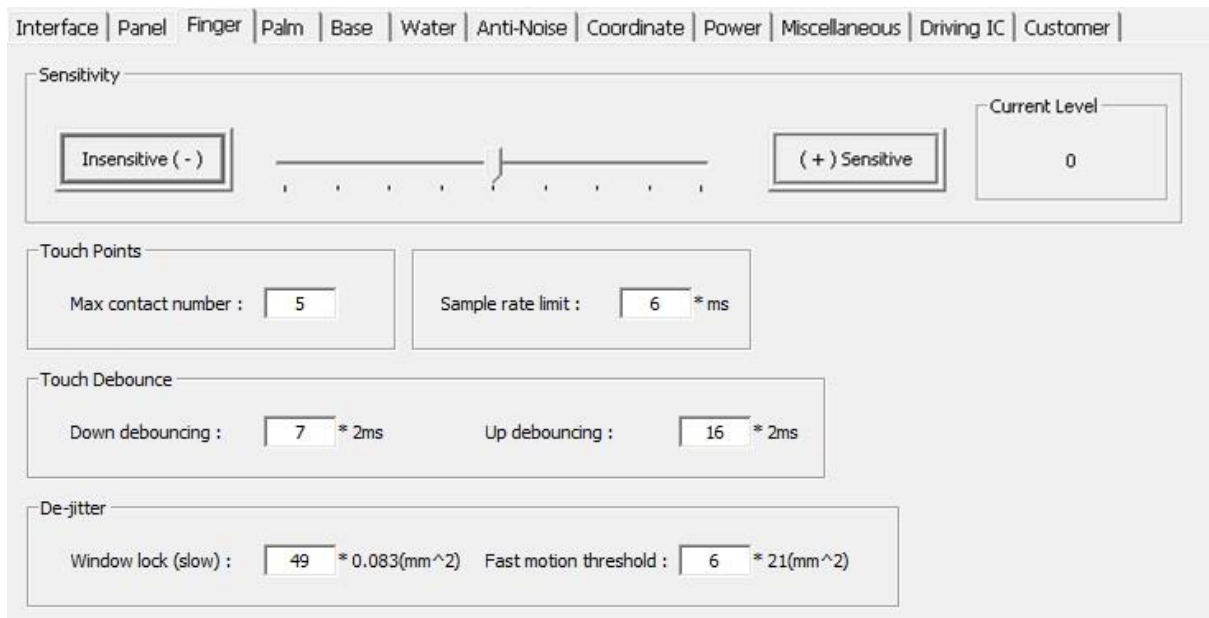 Interface Panel Finger Palm Base Water Anti-Noise Coordinate Power Miscellaneous Driving IC Customer
Sensitivity
Current Level
Insensitive ( - )
( + ) Sensitive
0
Touch Points
Max contact number : 5
Sample rate limit : 6 * ms
Touch Debounce
Down debouncing : 7 * 2ms Up debouncing : 16 * 2ms
De-jitter
Window lock (slow) : 49 * 0.083(mm^2) Fast motion threshold : 6 * 21(mm^2)